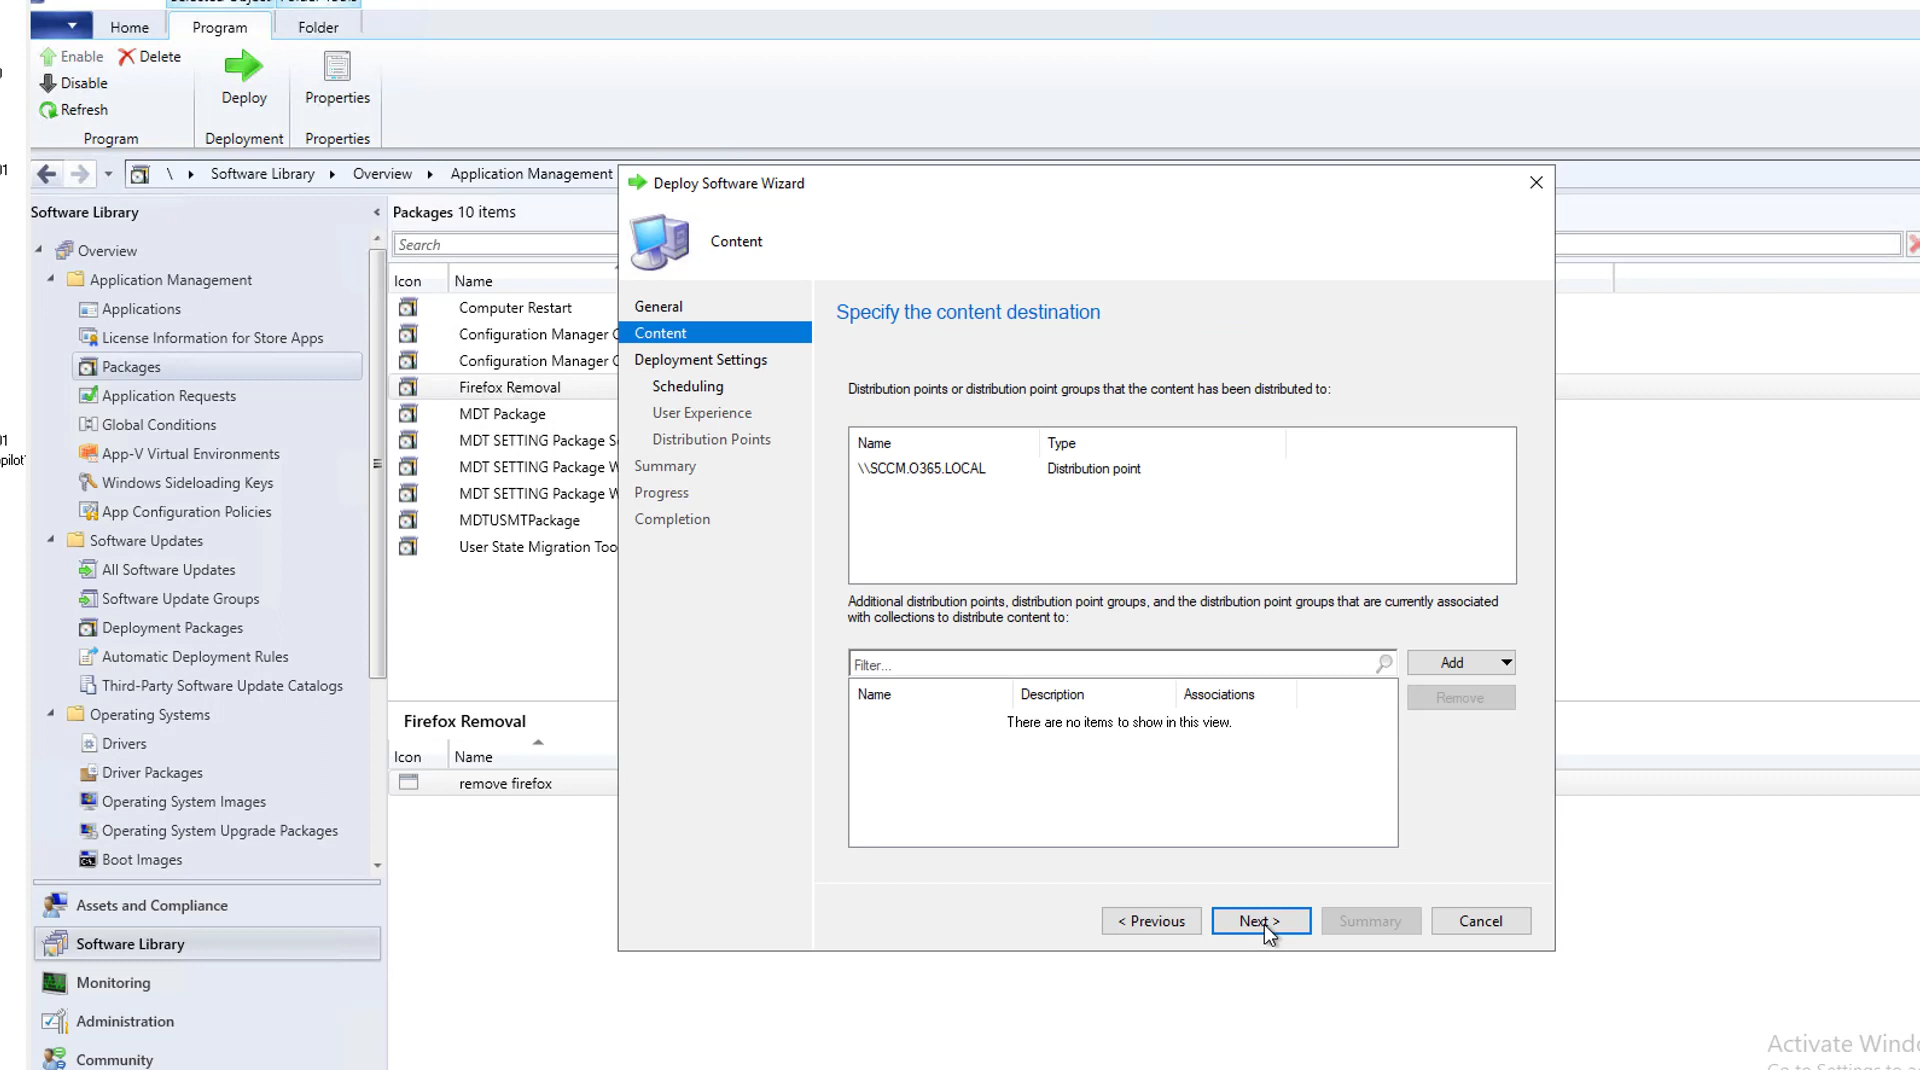 Home
Program
Folder
Enable
Delete
Disable
Refresh
Deploy
Properties
Program
Deployment
Properties
\
Software Library
Overview
Application Management
Software Library
Packages 10 items
Search
Icon
Name
Overview
Application Management
Applications
License Information for Store Apps
Packages
Application Requests
Global Conditions
App-V Virtual Environments
Windows Sideloading Keys
App Configuration Policies
Software Updates
All Software Updates
Software Update Groups
Deployment Packages
Automatic Deployment Rules
Third-Party Software Update Catalogs
Operating Systems
Drivers
Driver Packages
Operating System Images
Operating System Upgrade Packages
Boot Images
Assets and Compliance
Software Library
Monitoring
Administration
Community
Computer Restart
Configuration Manager C
Configuration Manager C
Firefox Removal
MDT Package
MDT SETTING Package S
MDT SETTING Package W
MDT SETTING Package W
MDTUSMTPackage
User State Migration Too
Firefox Removal
Icon
Name
remove firefox
Deploy Software Wizard
Content
General
Content
Deployment Settings
Scheduling
User Experience
Distribution Points
Summary
Progress
Completion
Specify the content destination
Distribution points or distribution point groups that the content has been distributed to:
Name
Type
\\SCCM.O365.LOCAL
Distribution point
Additional distribution points, distribution point groups, and the distribution point groups that are currently associated
with collections to distribute content to:
Filter...
Add
Remove
Name
Description
Associations
There are no items to show in this view.
< Previous
Next >
Summary
Cancel
Activate Windo